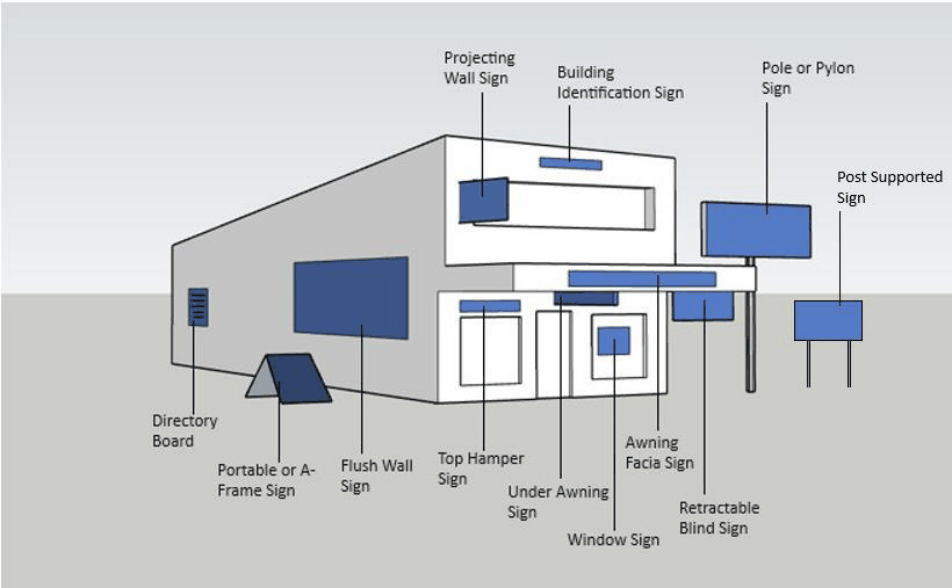 Projecting
Wall Sign
Building
Identification Sign
Pole or Pylon
Sign
Post Supported
Sign
Directory
Board
Portable or A-
Frame Sign
Flush Wall
Sign
Top Hamper
Sign
Under Awning
Sign
Window Sign
Awning
Facia Sign
Retractable
Blind Sign